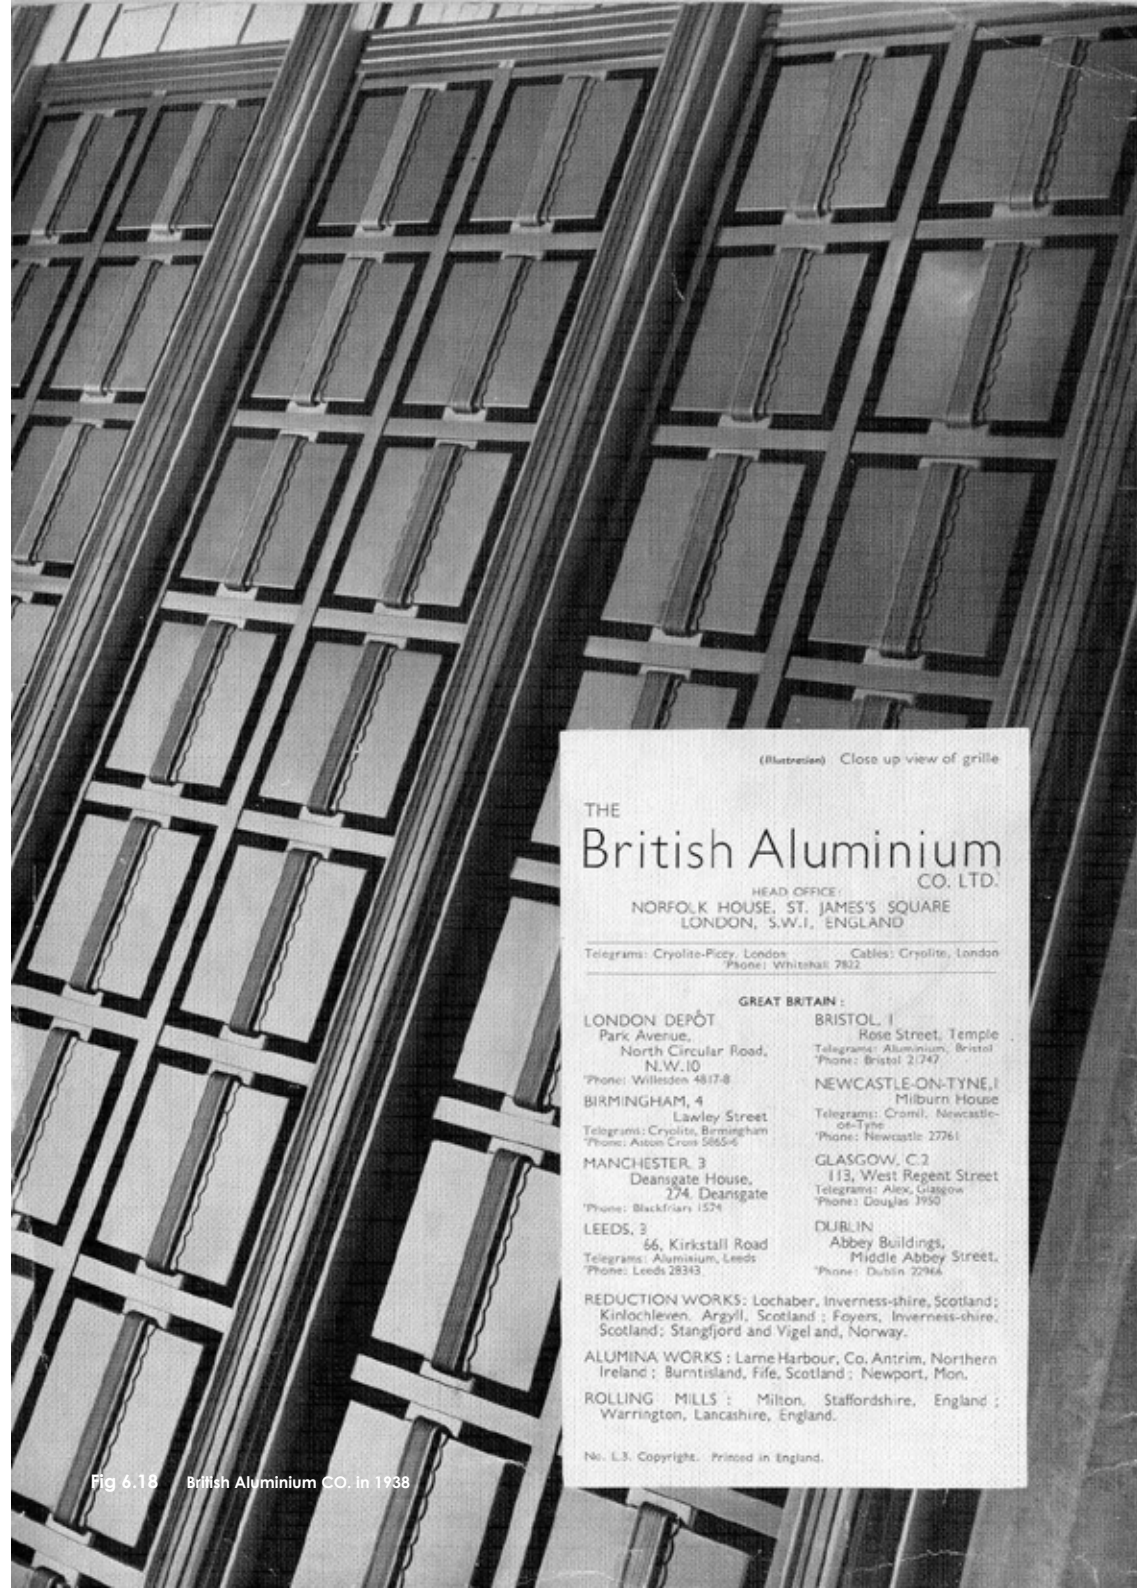 (Illustration) Close up view of grille
THE
British Aluminium
CO. LTD.
HEAD OFFICE:
NORFOLK HOUSE, ST. JAMES'S SQUARE
LONDON, S.W.1, ENGLAND
Telegrams: Cryolite-Piccy, London Cables: Cryolite, London
'Phone: Whitehall 7822
GREAT BRITAIN :
LONDON DEPÔT
Park Avenue,
North Circular Road,
N.W.10
'Phone: Willesden 4817-8
BIRMINGHAM, 4
Lawley Street
Telegrams: Cryolite, Birmingham
'Phone: Aston Cross 5865-6
MANCHESTER, 3
Deansgate House,
274, Deansgate
'Phone: Blackfriars 1574
LEEDS, 3
66, Kirkstall Road
Telegrams: Aluminium, Leeds
'Phone: Leeds 28343
BRISTOL, 1
Rose Street, Temple
Telegrams: Aluminium, Bristol
'Phone: Bristol 21747
NEWCASTLE-ON-TYNE, 1
Milburn House
Telegrams: Cromil, Newcastle-
on-Tyne
'Phone: Newcastle 27761
GLASGOW, C.2
113, West Regent Street
Telegrams: Alex, Glasgow
'Phone: Douglas 3950
DUBLIN
Abbey Buildings,
Middle Abbey Street,
'Phone: Dublin 22946
REDUCTION WORKS: Lochaber, Inverness-shire, Scotland;
Kinlochleven, Argyll, Scotland ; Foyers, Inverness-shire,
Scotland; Stangfjord and Vigeland, Norway.
ALUMINA WORKS : Larne Harbour, Co. Antrim, Northern
Ireland ; Burntisland, Fife, Scotland ; Newport, Mon.
ROLLING MILLS : Milton, Staffordshire, England ;
Warrington, Lancashire, England.
No. L.3. Copyright. Printed in England.
Fig 6.18 British Aluminium CO. in 1938